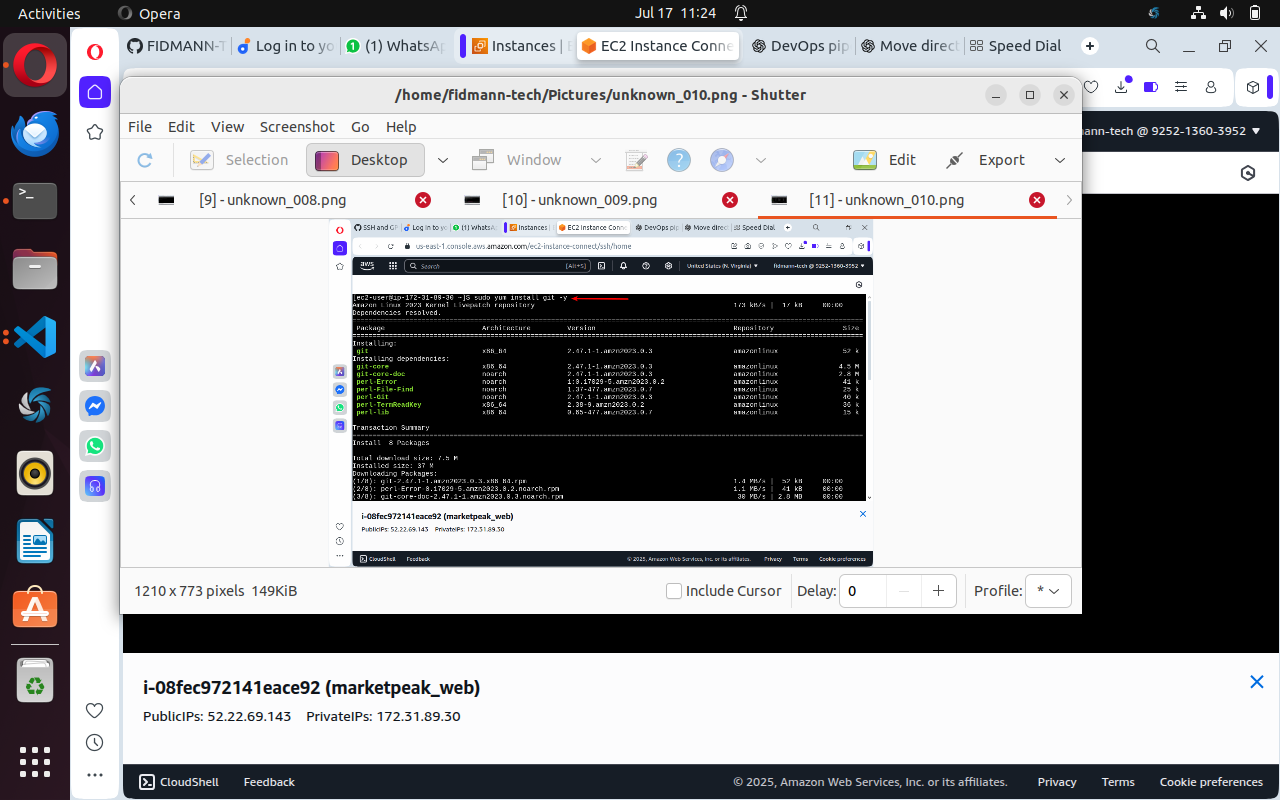 Activities Opera Jul 17 11:24
FIDMANN-T Log in to yo (1) WhatsAp Instances | E EC2 Instance Conne DevOps pip Move direct Speed Dial
mann-tech @ 9252-1360-3952
/home/fidmann-tech/Pictures/unknown_010.png - Shutter
File Edit View Screenshot Go Help
Selection Desktop Window Edit Export
[9] - unknown_008.png [10] - unknown_009.png [11] - unknown_010.png
SSH and GI Log in to yo (1) WhatsA Instances | EC2 Instance Conne DevOps pip Move direc Speed Dial
us-east-1.console.aws.amazon.com/ec2-instance-connect/ssh/home
aws Search [Alt+S] United States (N. Virginia) fidmann-tech @ 9252-1360-3952
[ec2-user@ip-172-31-89-30 ~]$ sudo yum install git -y
Amazon Linux 2023 Kernel Livepatch repository 173 kB/s | 17 kB 00:00
Dependencies resolved.
Package Architecture Version Repository Size
Installing:
git x86_64 2.47.1-1.amzn2023.0.3 amazonlinux 52 k
Installing dependencies:
git-core x86_64 2.47.1-1.amzn2023.0.3 amazonlinux 4.5 M
git-core-doc noarch 2.47.1-1.amzn2023.0.3 amazonlinux 2.8 M
perl-Error noarch 1:0.17029-5.amzn2023.0.2 amazonlinux 41 k
perl-File-Find noarch 1.37-477.amzn2023.0.7 amazonlinux 25 k
perl-Git noarch 2.47.1-1.amzn2023.0.3 amazonlinux 40 k
perl-TermReadKey x86_64 2.38-9.amzn2023.0.2 amazonlinux 36 k
perl-lib x86_64 0.65-477.amzn2023.0.7 amazonlinux 15 k
Transaction Summary
Install 8 Packages
Total download size: 7.5 M
Installed size: 37 M
Downloading Packages:
(1/8): git-2.47.1-1.amzn2023.0.3.x86_64.rpm 1.4 MB/s | 52 kB 00:00
(2/8): perl-Error-0.17029-5.amzn2023.0.2.noarch.rpm 1.1 MB/s | 41 kB 00:00
(3/8): git-core-doc-2.47.1-1.amzn2023.0.3.noarch.rpm 30 MB/s | 2.8 MB 00:00
i-08fec972141eace92 (marketpeak_web)
PublicIPs: 52.22.69.143 PrivateIPs: 172.31.89.30
CloudShell Feedback © 2025, Amazon Web Services, Inc. or its affiliates. Privacy Terms Cookie preferences
1210 x 773 pixels 149KiB Include Cursor Delay: 0 Profile: *
i-08fec972141eace92 (marketpeak_web)
PublicIPs: 52.22.69.143 PrivateIPs: 172.31.89.30
CloudShell Feedback © 2025, Amazon Web Services, Inc. or its affiliates. Privacy Terms Cookie preferences